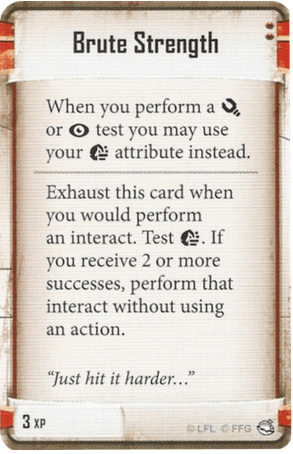 Brute Strength
When you perform a
or test you may use
your attribute instead.
Exhaust this card when
you would perform
an interact. Test . If
you receive 2 or more
successes, perform that
interact without using
an action.
"Just hit it harder..."
3 XP
© LFL © FFG